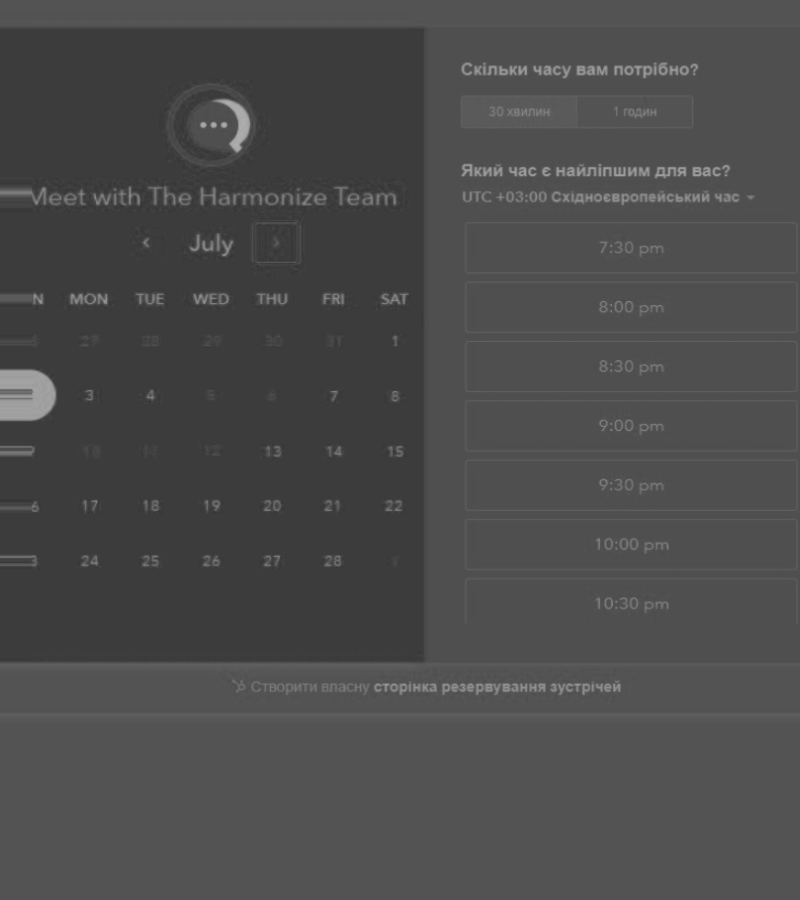 Meet with The Harmonize Team
July
N MON TUE WED THU FRI SAT
27 28 29 30 31 1
3 4 5 6 7 8
10 11 12 13 14 15
6 17 18 19 20 21 22
3 24 25 26 27 28
Скільки часу вам потрібно?
30 хвилин 1 годин
Який час є найліпшим для вас?
UTC +03:00 Східноєвропейський час
7:30 pm
8:00 pm
8:30 pm
9:00 pm
9:30 pm
10:00 pm
10:30 pm
Створити власну сторінка резервування зустрічей